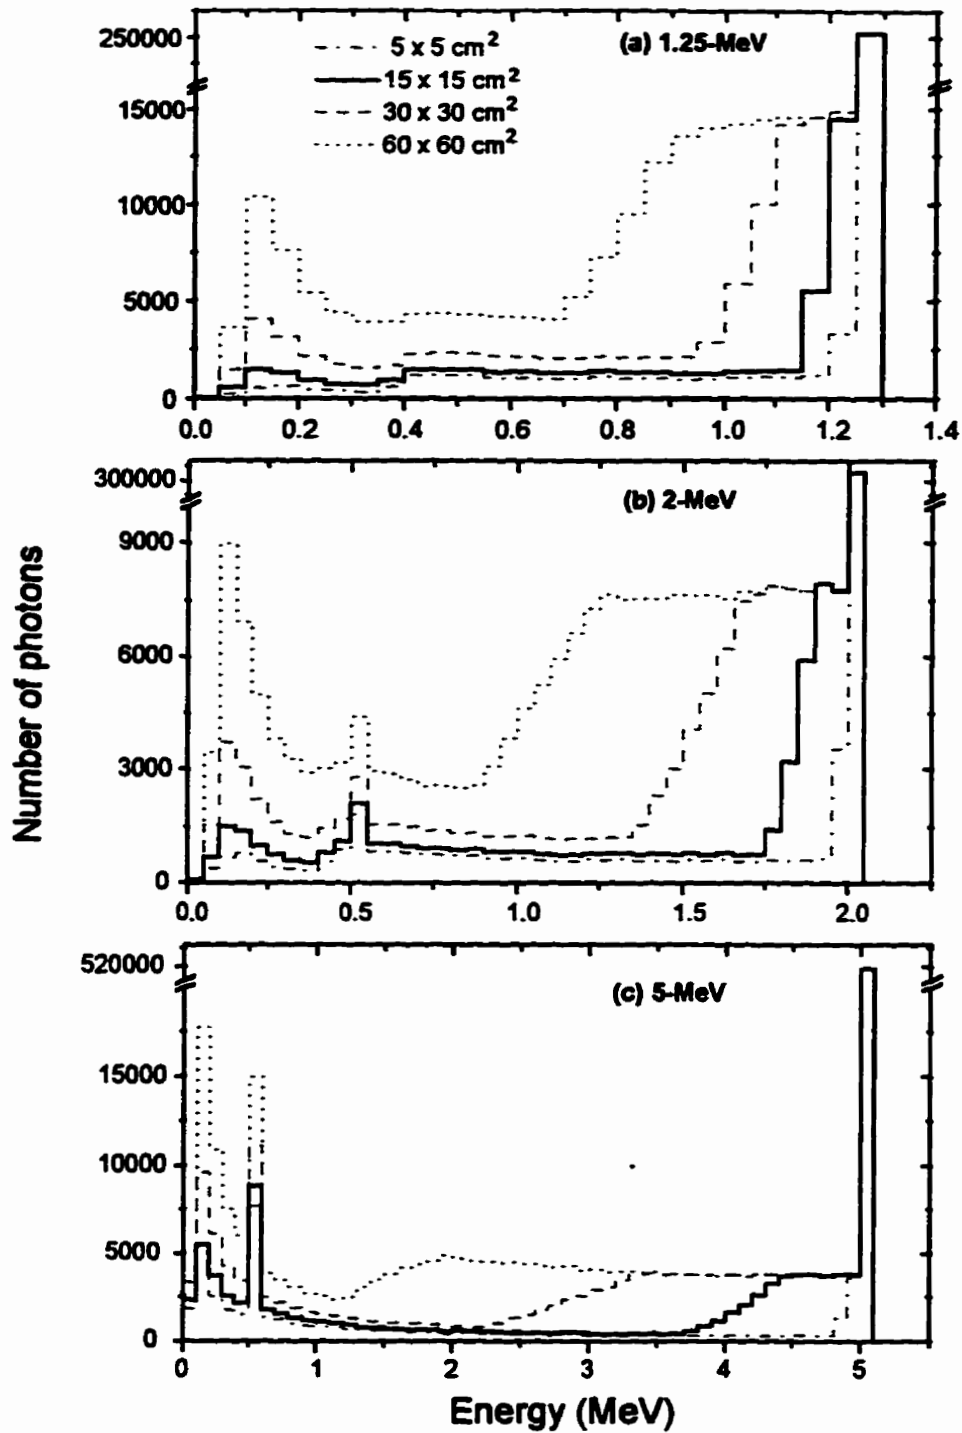 250000
15000
10000
5000
0
5 x 5 cm²
15 x 15 cm²
30 x 30 cm²
60 x 60 cm²
(a) 1.25-MeV
0.0 0.2 0.4 0.6 0.8 1.0 1.2 1.4
300000
9000
6000
3000
0
(b) 2-MeV
0.0 0.5 1.0 1.5 2.0
Number of photons
520000
15000
10000
5000
0
(c) 5-MeV
0 1 2 3 4 5
Energy (MeV)